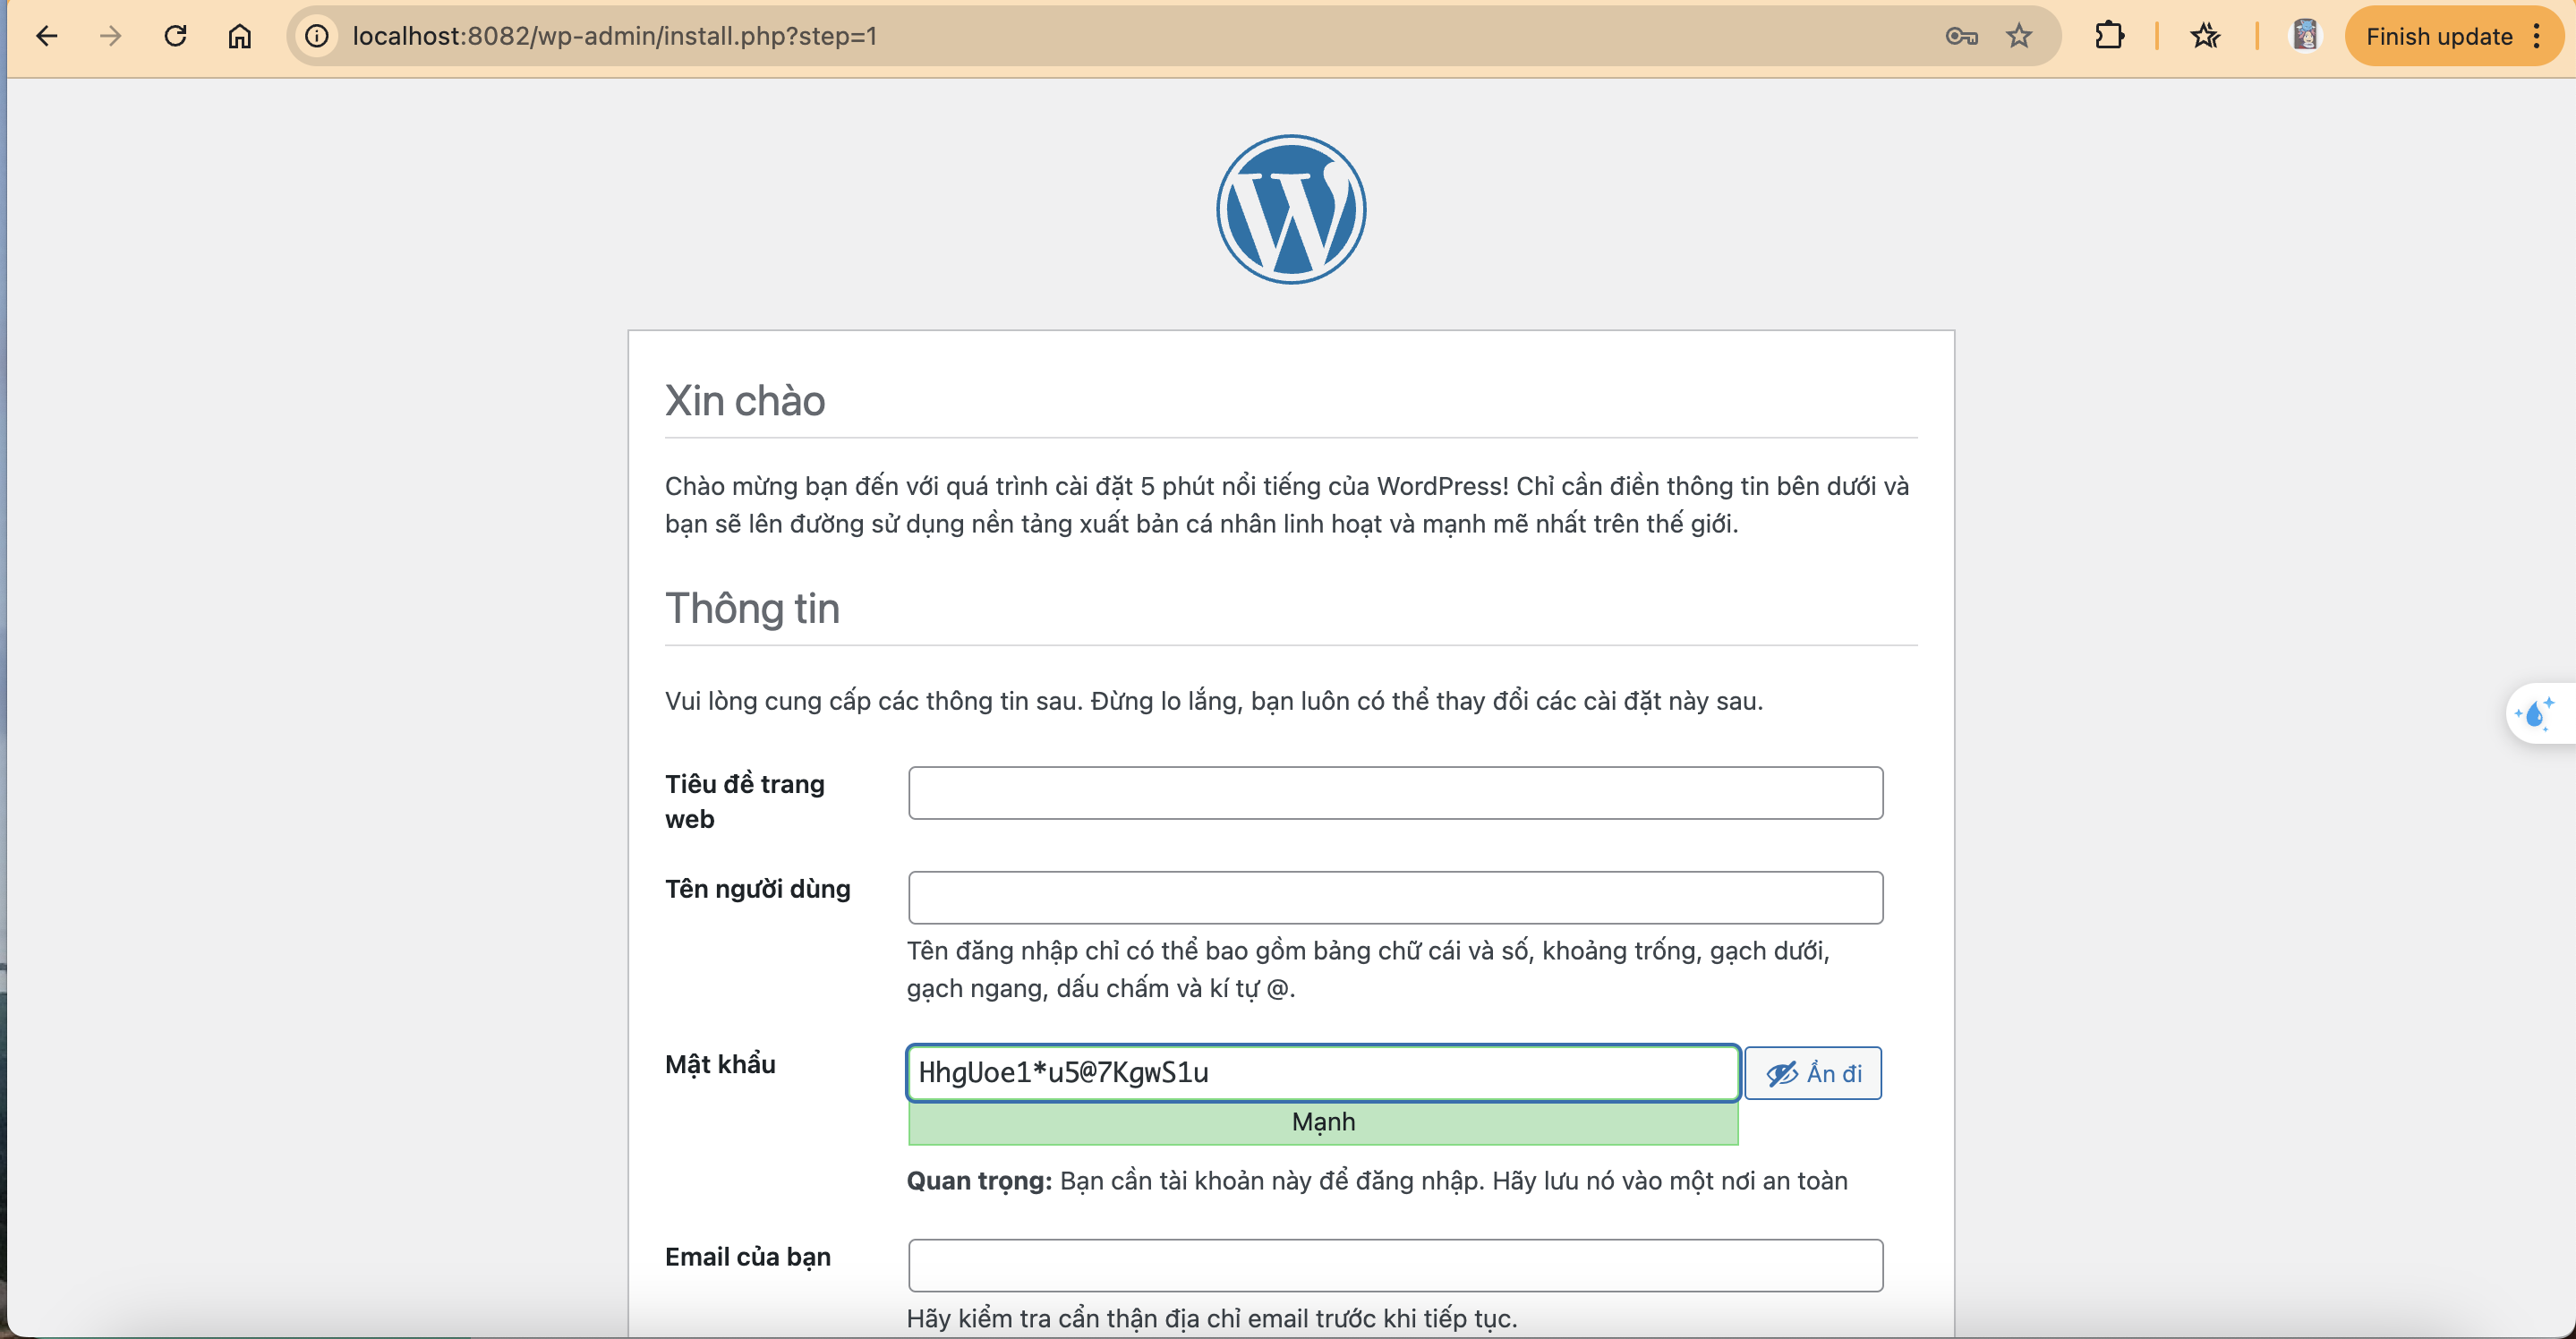 localhost:8082/wp-admin/install.php?step=1
Finish update
Xin chào
Chào mừng bạn đến với quá trình cài đặt 5 phút nổi tiếng của WordPress! Chỉ cần điền thông tin bên dưới và
bạn sẽ lên đường sử dụng nền tảng xuất bản cá nhân linh hoạt và mạnh mẽ nhất trên thế giới.
Thông tin
Vui lòng cung cấp các thông tin sau. Đừng lo lắng, bạn luôn có thể thay đổi các cài đặt này sau.
Tiêu đề trang
web
Tên người dùng
Tên đăng nhập chỉ có thể bao gồm bảng chữ cái và số, khoảng trống, gạch dưới,
gạch ngang, dấu chấm và kí tự @.
Mật khẩu
HhgUoe1*u5@7KgwS1u
Ẩn đi
Mạnh
Quan trọng: Bạn cần tài khoản này để đăng nhập. Hãy lưu nó vào một nơi an toàn
Email của bạn
Hãy kiểm tra cẩn thận địa chỉ email trước khi tiếp tục.